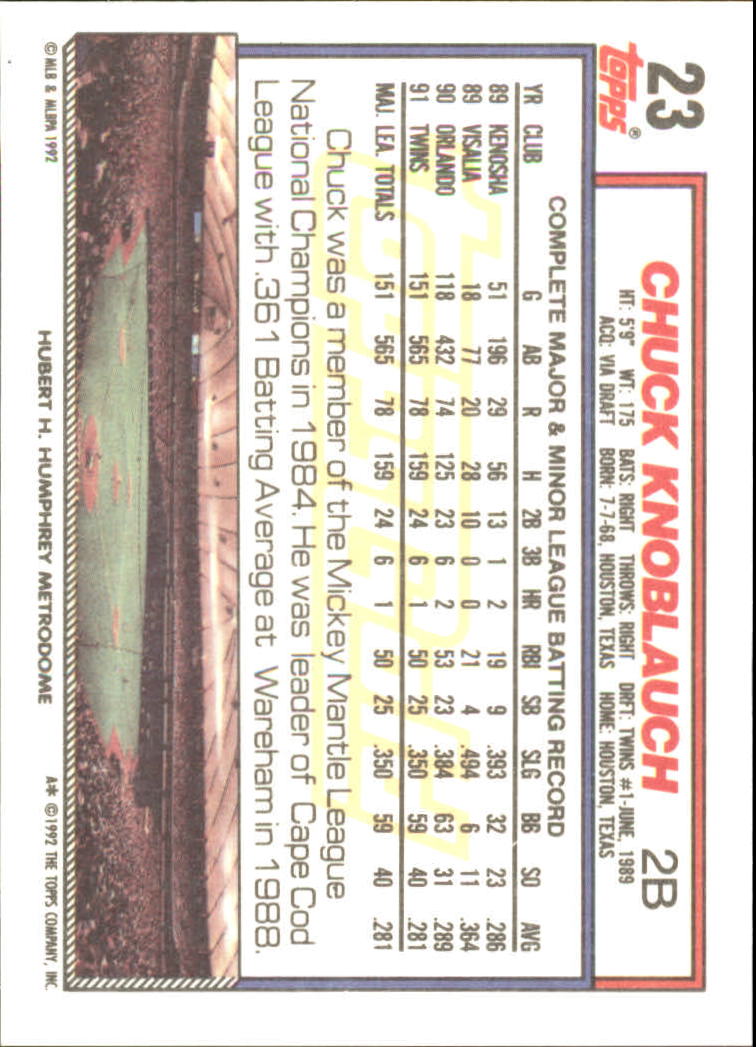 23
Topps®
CHUCK KNOBLAUCH 2B
HT: 5'9" WT: 175 BATS: RIGHT THROWS: RIGHT DRFT: TWINS #1-JUNE, 1989
ACQ: VIA DRAFT BORN: 7-7-68, HOUSTON, TEXAS HOME: HOUSTON, TEXAS
COMPLETE MAJOR & MINOR LEAGUE BATTING RECORD
YR CLUB G AB R H 2B 3B HR RBI SB SLG BB SO AVG
89 KENOSHA 51 196 29 56 13 1 2 19 9 .393 32 23 .286
89 VISALIA 18 77 20 28 10 0 0 21 4 .494 6 11 .364
90 ORLANDO 118 432 74 125 23 6 2 53 23 .384 63 31 .289
91 TWINS 151 565 78 159 24 6 1 50 25 .350 59 40 .281
MAJ. LEA. TOTALS 151 565 78 159 24 6 1 50 25 .350 59 40 .281
Chuck was a member of the Mickey Mantle League
National Champions in 1984. He was leader of Cape Cod
League with .361 Batting Average at Wareham in 1988.
HUBERT H. HUMPHREY METRODOME
© MLB & MLBPA 1992
A* ©1992 THE TOPPS COMPANY, INC.